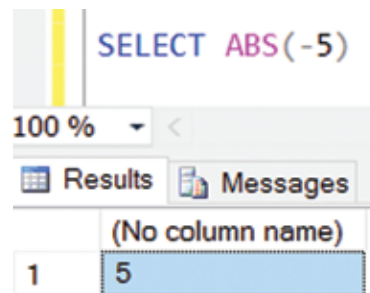 SELECT ABS(-5)
100 %
Results Messages
(No column name)
1 5